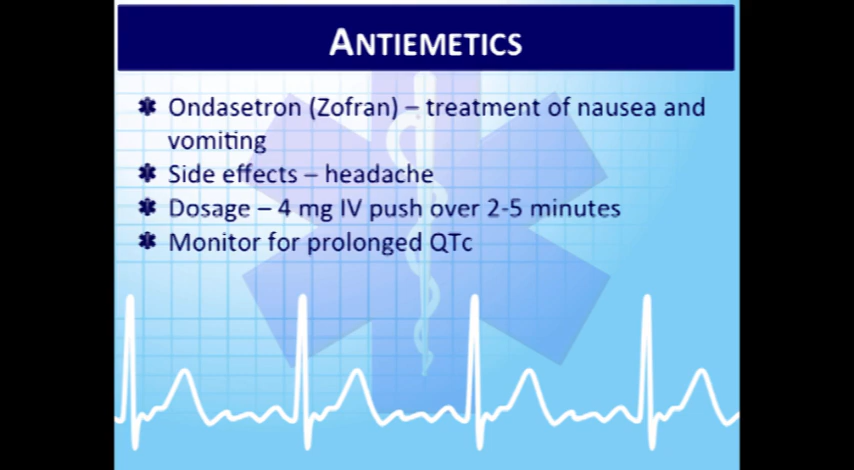 ANTIEMETICS
Ondasetron (Zofran) – treatment of nausea and
vomiting
Side effects – headache
Dosage – 4 mg IV push over 2-5 minutes
Monitor for prolonged QTc